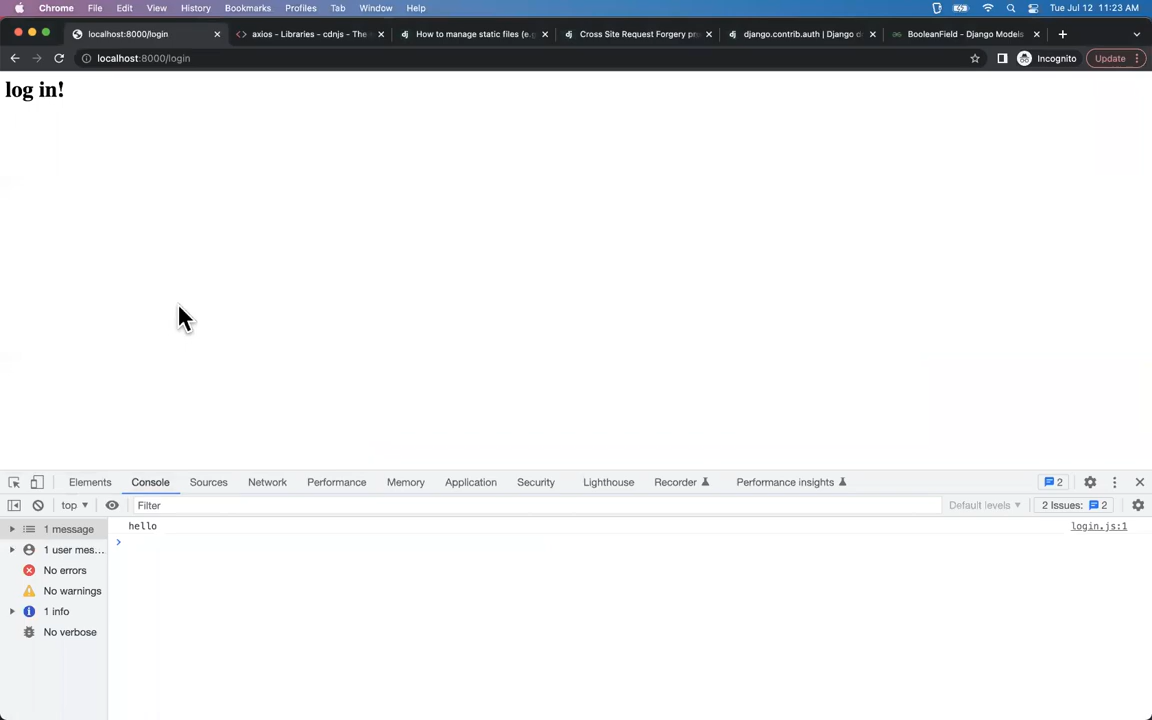 Chrome File Edit View History Bookmarks Profiles Tab Window Help Tue Jul 12 11:23 AM
localhost:8000/login axios - Libraries - cdnjs - The How to manage static files (e.g. Cross Site Request Forgery pr django.contrib.auth | Django d BooleanField - Django Models
localhost:8000/login Incognito Update
log in!
Elements Console Sources Network Performance Memory Application Security Lighthouse Recorder Performance insights 2
top Filter Default levels 2 Issues: 2
1 message
hello login.js:1
1 user mes...
No errors
No warnings
1 info
No verbose